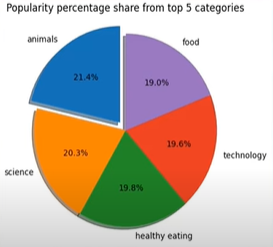 Popularity percentage share from top 5 categories
animals
food
21.4%
19.0%
19.6%
20.3%
technology
science
19.8%
healthy eating